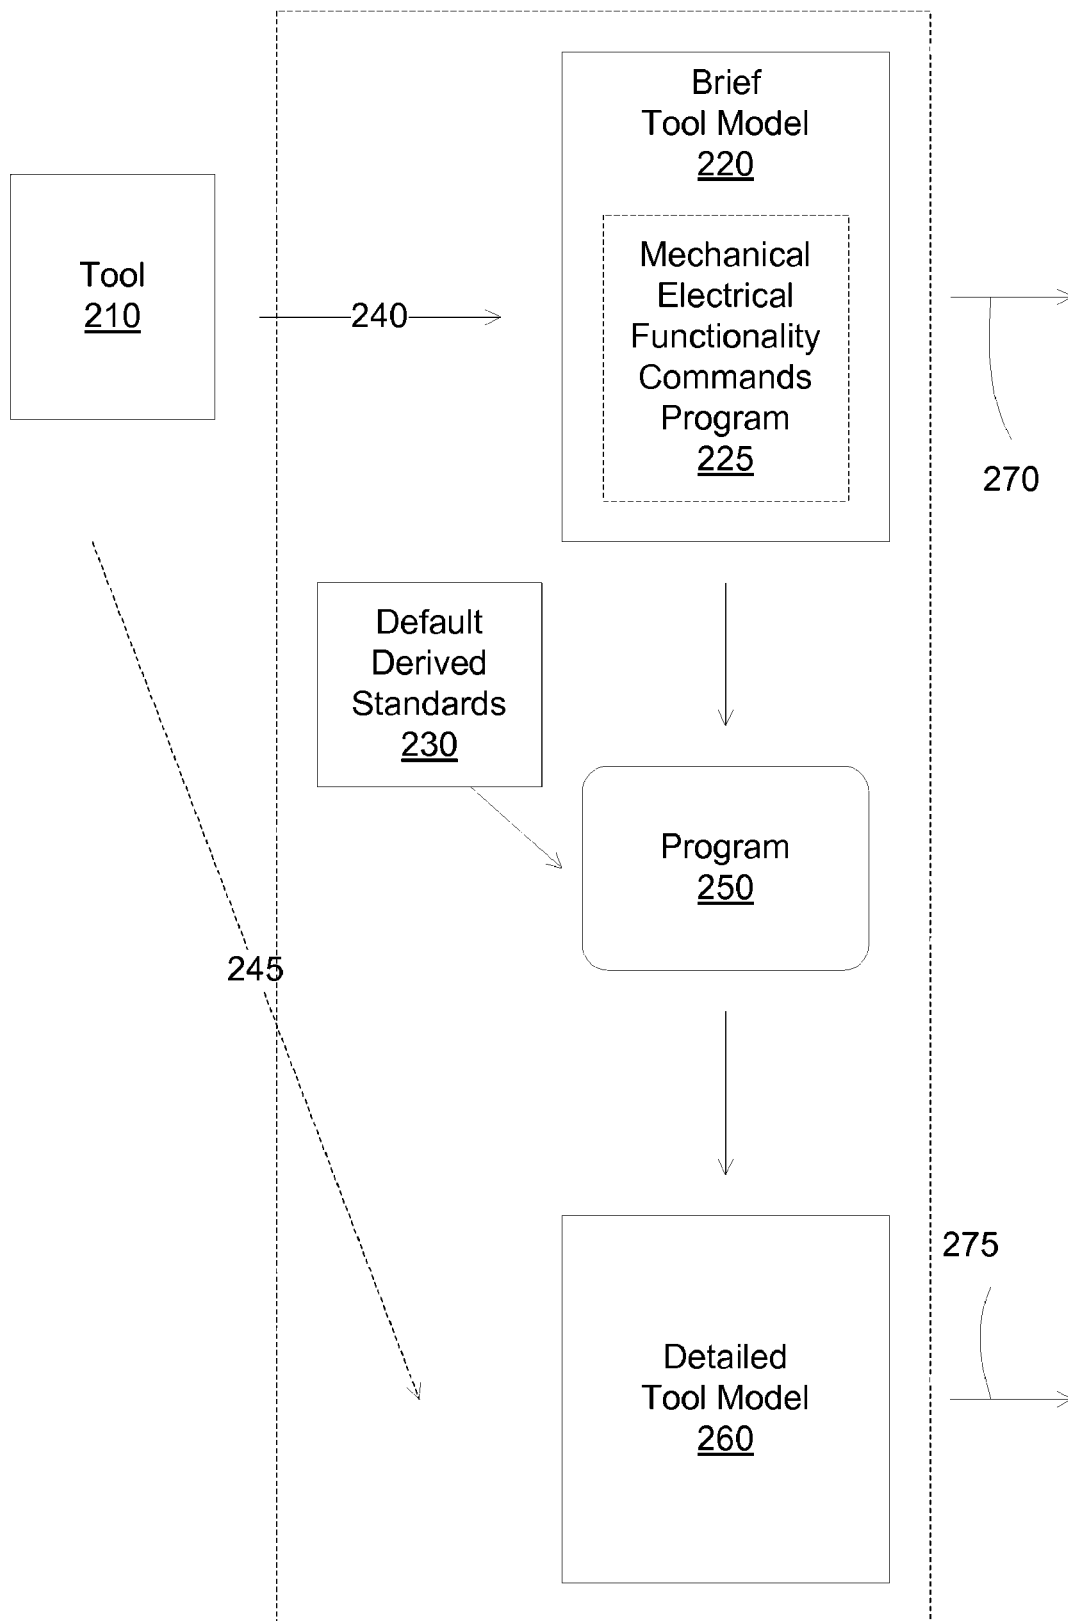 Brief
Tool Model
220
Tool
210
240
Mechanical
Electrical
Functionality
Commands
Program
225
270
Default
Derived
Standards
230
Program
250
245
275
Detailed
Tool Model
260